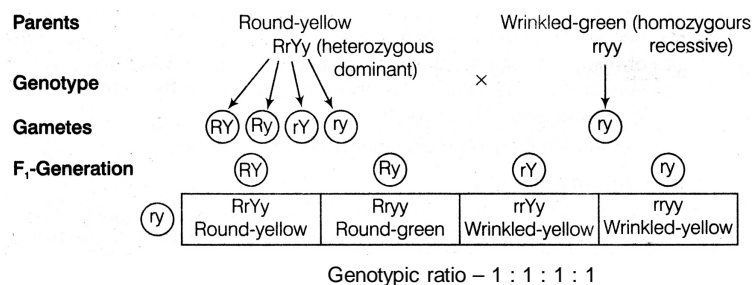 Parents Round-yellow Wrinkled-green (homozygours
RrYy (heterozygous rryy recessive)
dominant)
Genotype ×
Gametes RY Ry rY ry ry
F₁-Generation RY Ry rY ry
ry RrYy Rryy rrYy rryy
Round-yellow Round-green Wrinkled-yellow Wrinkled-yellow
Genotypic ratio – 1 : 1 : 1 : 1